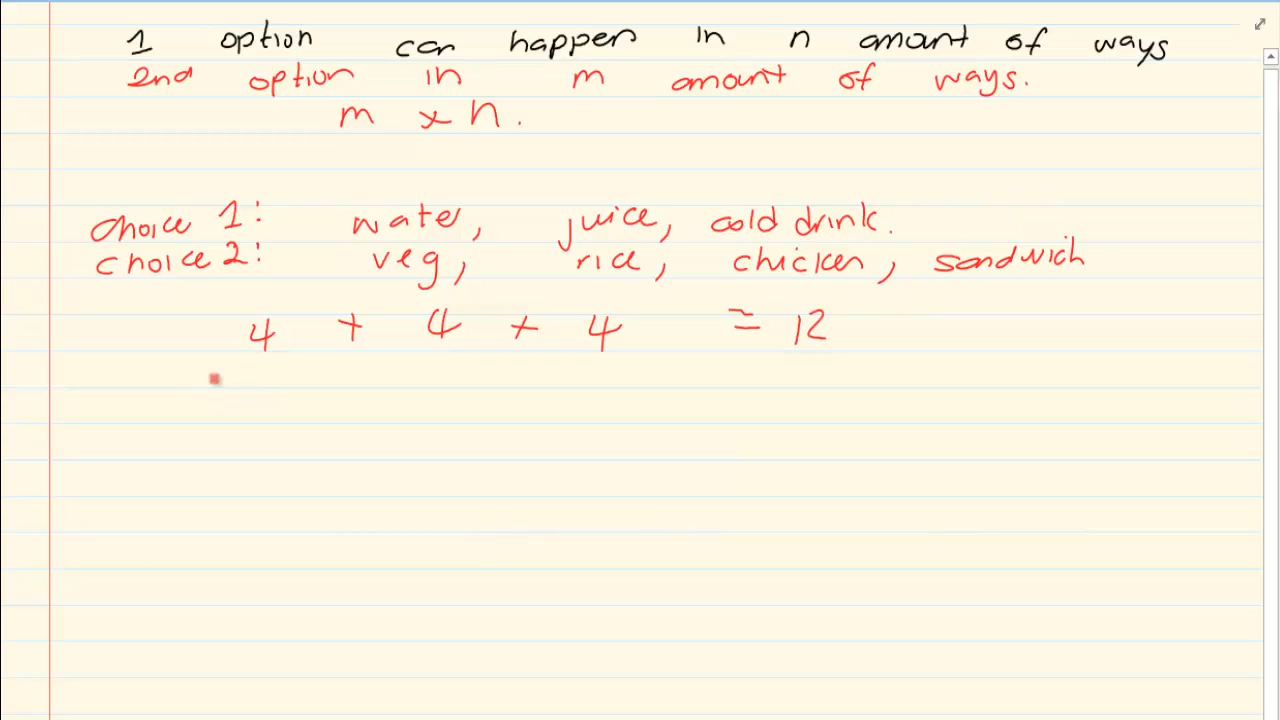 1 option can happen in n amount of ways
2nd option in m amount of ways.
m x n.
choice 1: water, juice, cold drink.
choice 2: veg, rice, chicken, sandwich
4 + 4 + 4 = 12